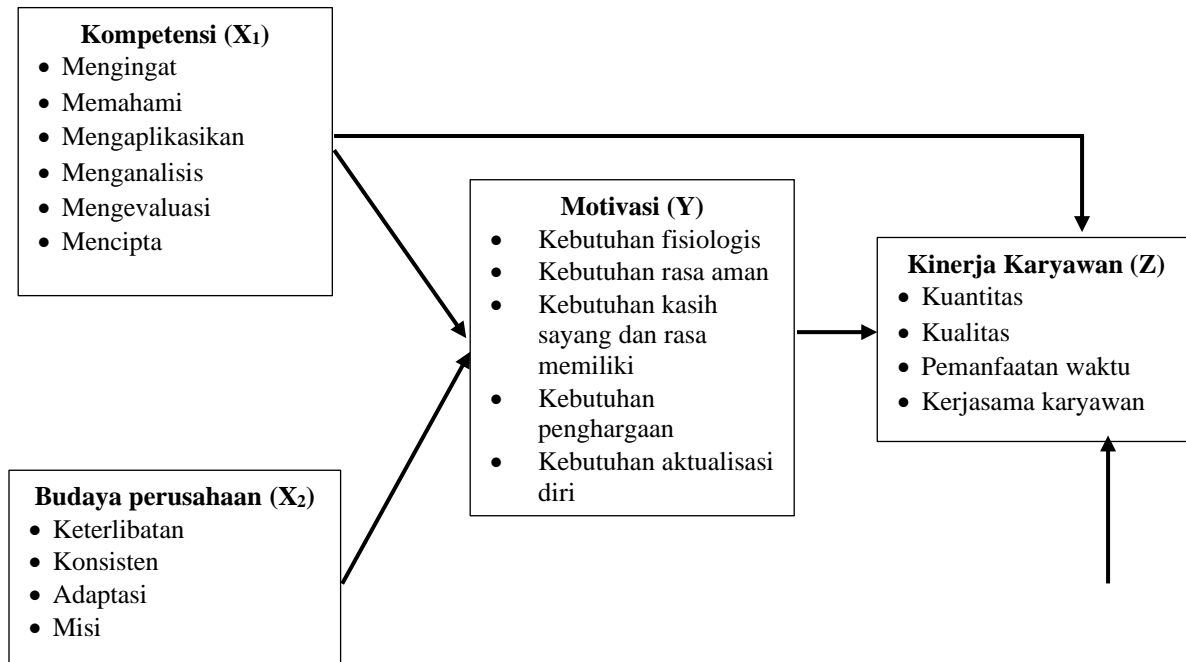 Kompetensi (X₁)
• Mengingat
• Memahami
• Mengaplikasikan
• Menganalisis
• Mengevaluasi
• Mencipta
Motivasi (Y)
• Kebutuhan fisiologis
• Kebutuhan rasa aman
• Kebutuhan kasih
sayang dan rasa
memiliki
• Kebutuhan
penghargaan
• Kebutuhan aktualisasi
diri
Kinerja Karyawan (Z)
• Kuantitas
• Kualitas
• Pemanfaatan waktu
• Kerjasama karyawan
Budaya perusahaan (X₂)
• Keterlibatan
• Konsisten
• Adaptasi
• Misi